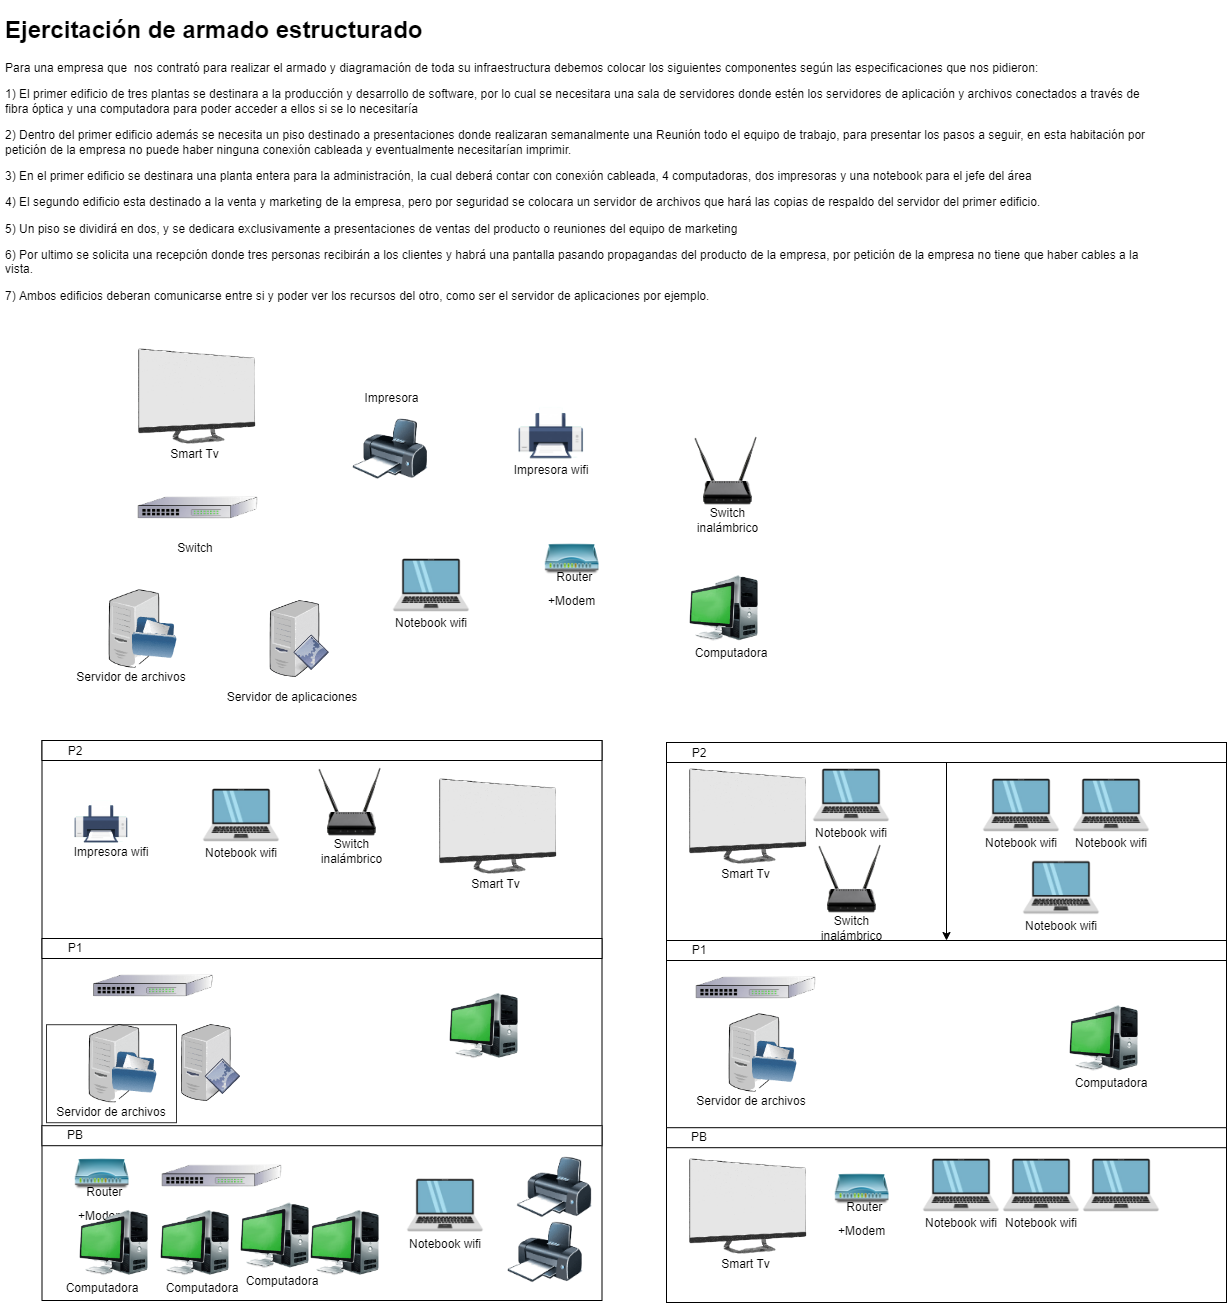 Ejercitación de armado estructurado
Para una empresa que  nos contrató para realizar el armado y diagramación de toda su infraestructura debemos colocar los siguientes componentes según las especificaciones que nos pidieron:
1) El primer edificio de tres plantas se destinara a la producción y desarrollo de software, por lo cual se necesitara una sala de servidores donde estén los servidores de aplicación y archivos conectados a través de
fibra óptica y una computadora para poder acceder a ellos si se lo necesitaría
2) Dentro del primer edificio además se necesita un piso destinado a presentaciones donde realizaran semanalmente una Reunión todo el equipo de trabajo, para presentar los pasos a seguir, en esta habitación por
petición de la empresa no puede haber ninguna conexión cableada y eventualmente necesitarían imprimir.
3) En el primer edificio se destinara una planta entera para la administración, la cual deberá contar con conexión cableada, 4 computadoras, dos impresoras y una notebook para el jefe del área
4) El segundo edificio esta destinado a la venta y marketing de la empresa, pero por seguridad se colocara un servidor de archivos que hará las copias de respaldo del servidor del primer edificio.
5) Un piso se dividirá en dos, y se dedicara exclusivamente a presentaciones de ventas del producto o reuniones del equipo de marketing
6) Por ultimo se solicita una recepción donde tres personas recibirán a los clientes y habrá una pantalla pasando propagandas del producto de la empresa, por petición de la empresa no tiene que haber cables a la
vista.
7) Ambos edificios deberan comunicarse entre si y poder ver los recursos del otro, como ser el servidor de aplicaciones por ejemplo.
Impresora
Smart Tv
Impresora wifi
Switch
inalámbrico
Switch
Router
+Modem
Notebook wifi
Computadora
Servidor de archivos
Servidor de aplicaciones
P2
Impresora wifi
Notebook wifi
Switch
inalámbrico
Smart Tv
P1
Servidor de archivos
PB
Router
+Modem
Computadora
Computadora
Computadora
Notebook wifi
P2
Smart Tv
Notebook wifi
Switch
inalámbrico
Notebook wifi
Notebook wifi
Notebook wifi
P1
Servidor de archivos
Computadora
PB
Smart Tv
Router
+Modem
Notebook wifi
Notebook wifi